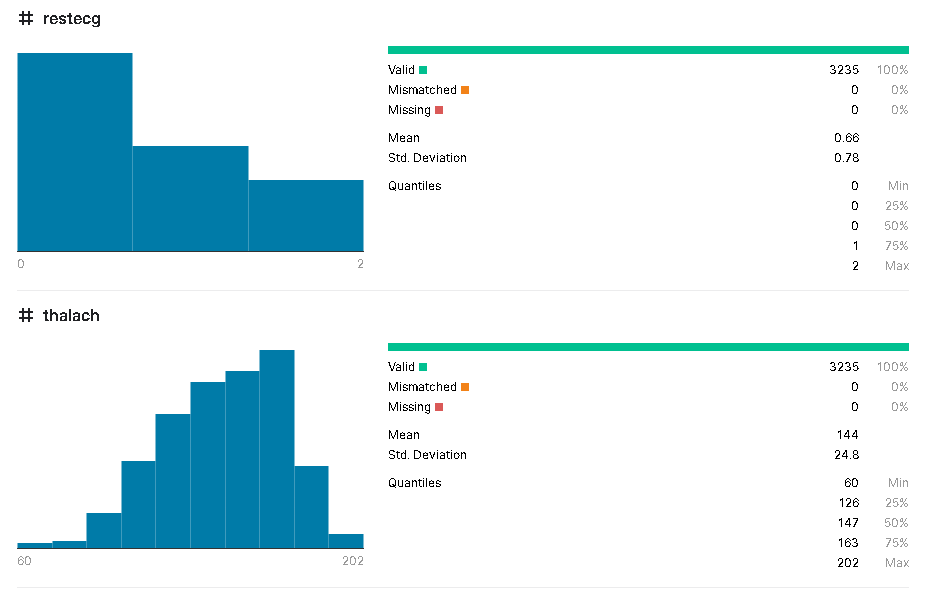 # restecg
Valid 3235 100%
Mismatched 0 0%
Missing 0 0%
Mean 0.66
Std. Deviation 0.78
Quantiles 0 Min
0 25%
0 50%
1 75%
2 Max
0 2
# thalach
Valid 3235 100%
Mismatched 0 0%
Missing 0 0%
Mean 144
Std. Deviation 24.8
Quantiles 60 Min
126 25%
147 50%
163 75%
202 Max
60 202